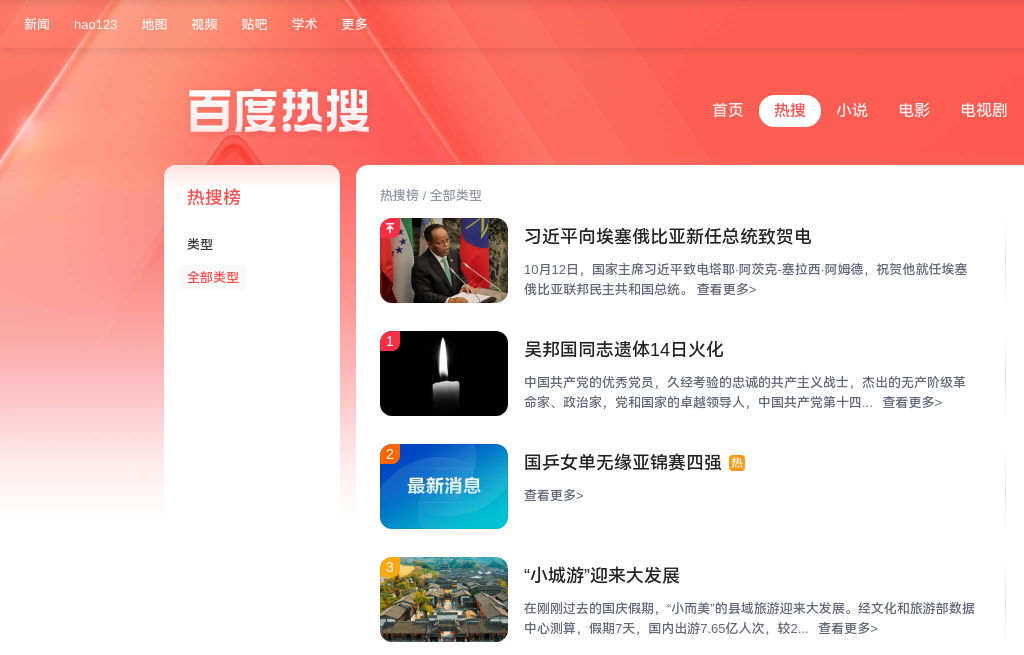 新闻 hao123 地图 视频 贴吧 学术 更多
百度热搜
首页 热搜 小说 电影 电视剧
热搜榜
类型
全部类型
热搜榜 / 全部类型
习近平向埃塞俄比亚新任总统致贺电
10月12日，国家主席习近平致电塔耶·阿茨克-塞拉西·阿姆德，祝贺他就任埃塞
俄比亚联邦民主共和国总统。 查看更多>
1
吴邦国同志遗体14日火化
中国共产党的优秀党员，久经考验的忠诚的共产主义战士，杰出的无产阶级革
命家、政治家，党和国家的卓越领导人，中国共产党第十四... 查看更多>
2
最新消息
国乒女单无缘亚锦赛四强 热
查看更多>
3
“小城游”迎来大发展
在刚刚过去的国庆假期，“小而美”的县域旅游迎来大发展。经文化和旅游部数据
中心测算，假期7天，国内出游7.65亿人次，较2... 查看更多>